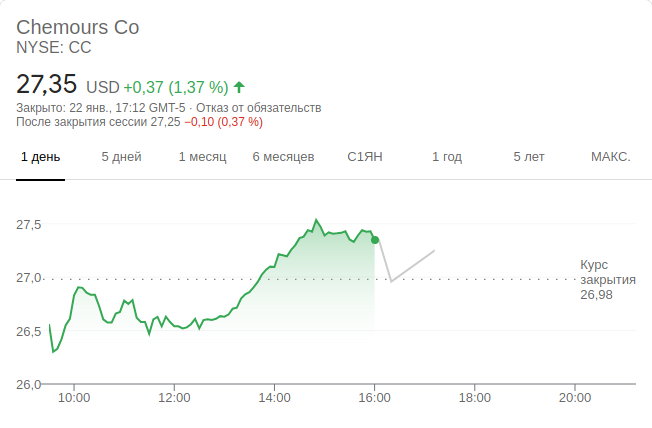 Chemours Co
NYSE: CC
27,35 USD +0,37 (1,37 %)
Закрыто: 22 янв., 17:12 GMT-5 · Отказ от обязательств
После закрытия сессии 27,25 −0,10 (0,37 %)
1 день 5 дней 1 месяц 6 месяцев С1ЯН 1 год 5 лет МАКС.
27,5
27,0
26,5
26,0
Курс
закрытия
26,98
10:00 12:00 14:00 16:00 18:00 20:00